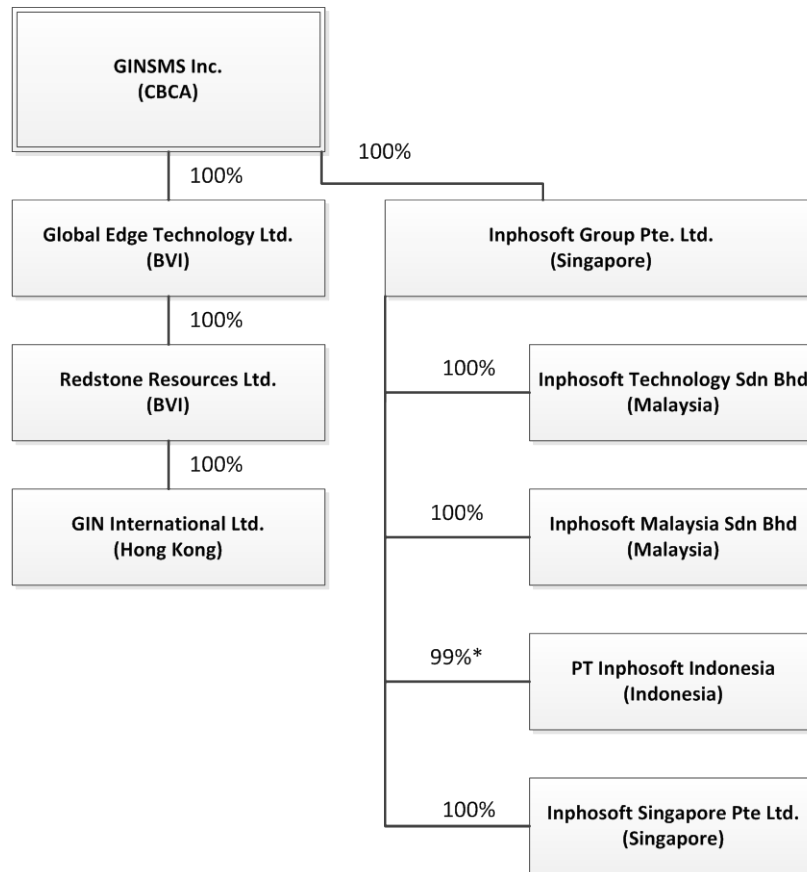 GINSMS Inc.
(CBCA)
100%
100%
Global Edge Technology Ltd.
(BVI)
Inphosoft Group Pte. Ltd.
(Singapore)
100%
Redstone Resources Ltd.
(BVI)
100%
Inphosoft Technology Sdn Bhd
(Malaysia)
100%
GIN International Ltd.
(Hong Kong)
100%
Inphosoft Malaysia Sdn Bhd
(Malaysia)
99%*
PT Inphosoft Indonesia
(Indonesia)
100%
Inphosoft Singapore Pte Ltd.
(Singapore)